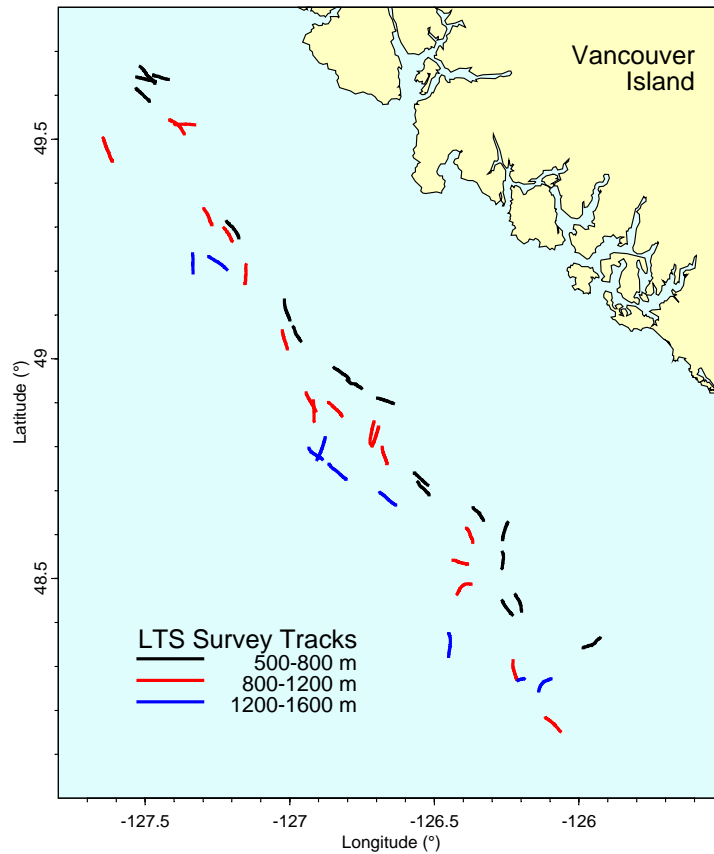 Vancouver
Island
49.5
49
48.5
Latitude (°)
LTS Survey Tracks
500-800 m
800-1200 m
1200-1600 m
-127.5
-127
-126.5
-126
Longitude (°)